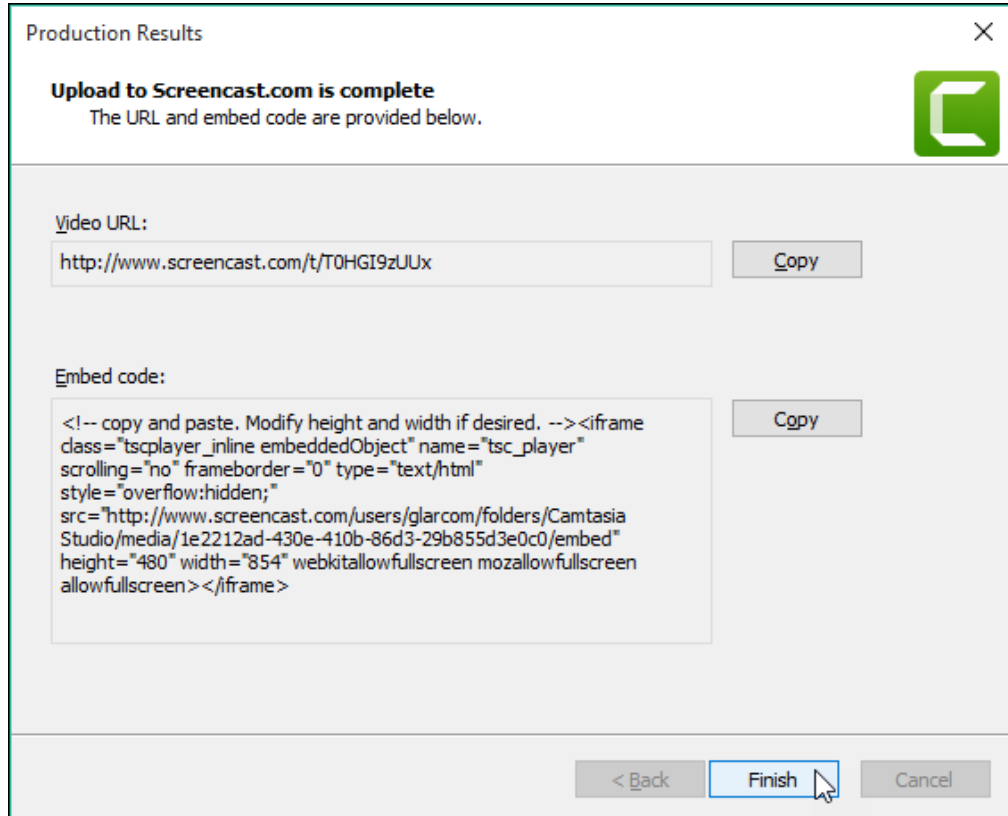 Production Results
Upload to Screencast.com is complete
The URL and embed code are provided below.
Video URL:
http://www.screencast.com/t/T0HGI9zUUx
Copy
Embed code:
<!-- copy and paste. Modify height and width if desired. --><iframe
class="tscplayer_inline embeddedObject" name="tsc_player"
scrolling="no" frameborder="0" type="text/html"
style="overflow:hidden;"
src="http://www.screencast.com/users/glarcom/folders/Camtasia
Studio/media/1e2212ad-430e-410b-86d3-29b855d3e0c0/embed"
height="480" width="854" webkitallowfullscreen mozallowfullscreen
allowfullscreen></iframe>
Copy
< Back
Finish
Cancel